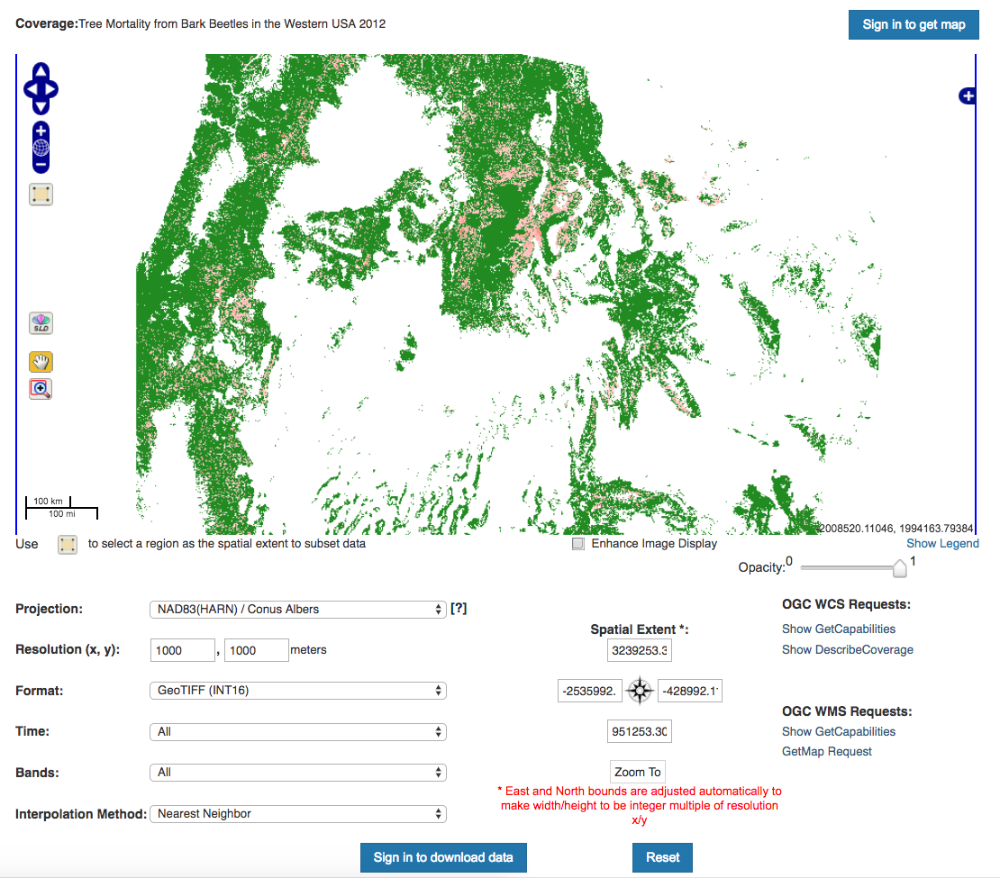 Coverage:Tree Mortality from Bark Beetles in the Western USA 2012
Sign in to get map
SLD
100 km
100 mi
2008520.11046, 1994163.79384
Use to select a region as the spatial extent to subset data
Enhance Image Display
Show Legend
Opacity: 0 1
Projection: NAD83(HARN) / Conus Albers [?]
Resolution (x, y): 1000 , 1000 meters
Format: GeoTIFF (INT16)
Time: All
Bands: All
Interpolation Method: Nearest Neighbor
Spatial Extent *:
3239253.3
-2535992. -428992.1
951253.30
Zoom To
* East and North bounds are adjusted automatically to
make width/height to be integer multiple of resolution
x/y
OGC WCS Requests:
Show GetCapabilities
Show DescribeCoverage
OGC WMS Requests:
Show GetCapabilities
GetMap Request
Sign in to download data
Reset